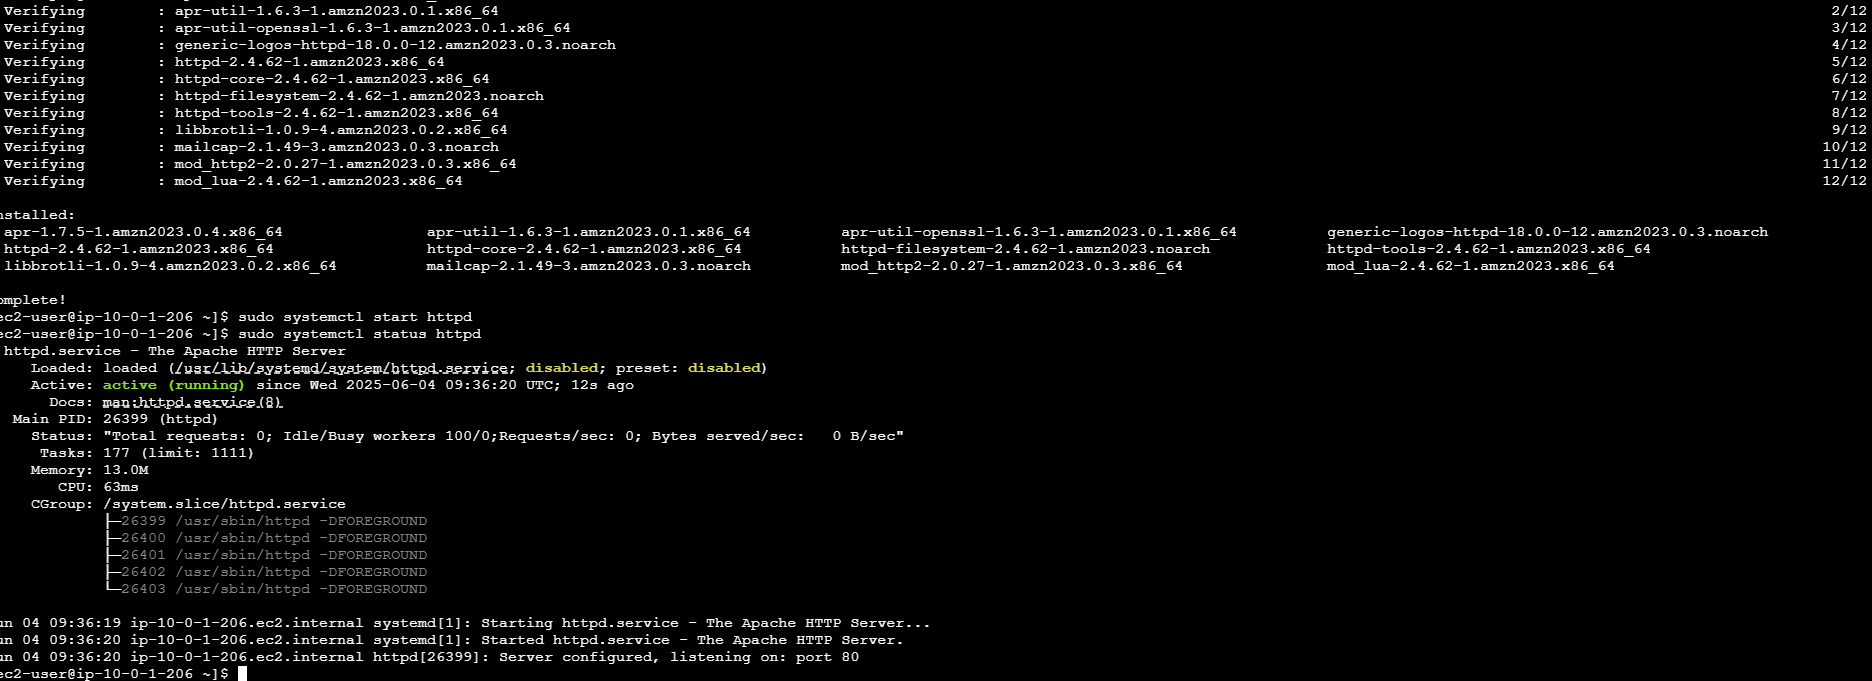 Verifying : apr-util-1.6.3-1.amzn2023.0.1.x86_64 2/12
Verifying : apr-util-openssl-1.6.3-1.amzn2023.0.1.x86_64 3/12
Verifying : generic-logos-httpd-18.0.0-12.amzn2023.0.3.noarch 4/12
Verifying : httpd-2.4.62-1.amzn2023.x86_64 5/12
Verifying : httpd-core-2.4.62-1.amzn2023.x86_64 6/12
Verifying : httpd-filesystem-2.4.62-1.amzn2023.noarch 7/12
Verifying : httpd-tools-2.4.62-1.amzn2023.x86_64 8/12
Verifying : libbrotli-1.0.9-4.amzn2023.0.2.x86_64 9/12
Verifying : mailcap-2.1.49-3.amzn2023.0.3.noarch 10/12
Verifying : mod_http2-2.0.27-1.amzn2023.0.3.x86_64 11/12
Verifying : mod_lua-2.4.62-1.amzn2023.x86_64 12/12
nstalled:
apr-1.7.5-1.amzn2023.0.4.x86_64 apr-util-1.6.3-1.amzn2023.0.1.x86_64 apr-util-openssl-1.6.3-1.amzn2023.0.1.x86_64 generic-logos-httpd-18.0.0-12.amzn2023.0.3.noarch
httpd-2.4.62-1.amzn2023.x86_64 httpd-core-2.4.62-1.amzn2023.x86_64 httpd-filesystem-2.4.62-1.amzn2023.noarch httpd-tools-2.4.62-1.amzn2023.x86_64
libbrotli-1.0.9-4.amzn2023.0.2.x86_64 mailcap-2.1.49-3.amzn2023.0.3.noarch mod_http2-2.0.27-1.amzn2023.0.3.x86_64 mod_lua-2.4.62-1.amzn2023.x86_64
omplete!
ec2-user@ip-10-0-1-206 ~]$ sudo systemctl start httpd
ec2-user@ip-10-0-1-206 ~]$ sudo systemctl status httpd
httpd.service - The Apache HTTP Server
Loaded: loaded (/usr/lib/systemd/system/httpd.service; disabled; preset: disabled)
Active: active (running) since Wed 2025-06-04 09:36:20 UTC; 12s ago
Docs: man:httpd.service(8)
Main PID: 26399 (httpd)
Status: "Total requests: 0; Idle/Busy workers 100/0;Requests/sec: 0; Bytes served/sec:   0 B/sec"
Tasks: 177 (limit: 1111)
Memory: 13.0M
CPU: 63ms
CGroup: /system.slice/httpd.service
├─26399 /usr/sbin/httpd -DFOREGROUND
├─26400 /usr/sbin/httpd -DFOREGROUND
├─26401 /usr/sbin/httpd -DFOREGROUND
├─26402 /usr/sbin/httpd -DFOREGROUND
└─26403 /usr/sbin/httpd -DFOREGROUND
un 04 09:36:19 ip-10-0-1-206.ec2.internal systemd[1]: Starting httpd.service - The Apache HTTP Server...
un 04 09:36:20 ip-10-0-1-206.ec2.internal systemd[1]: Started httpd.service - The Apache HTTP Server.
un 04 09:36:20 ip-10-0-1-206.ec2.internal httpd[26399]: Server configured, listening on: port 80
ec2-user@ip-10-0-1-206 ~]$